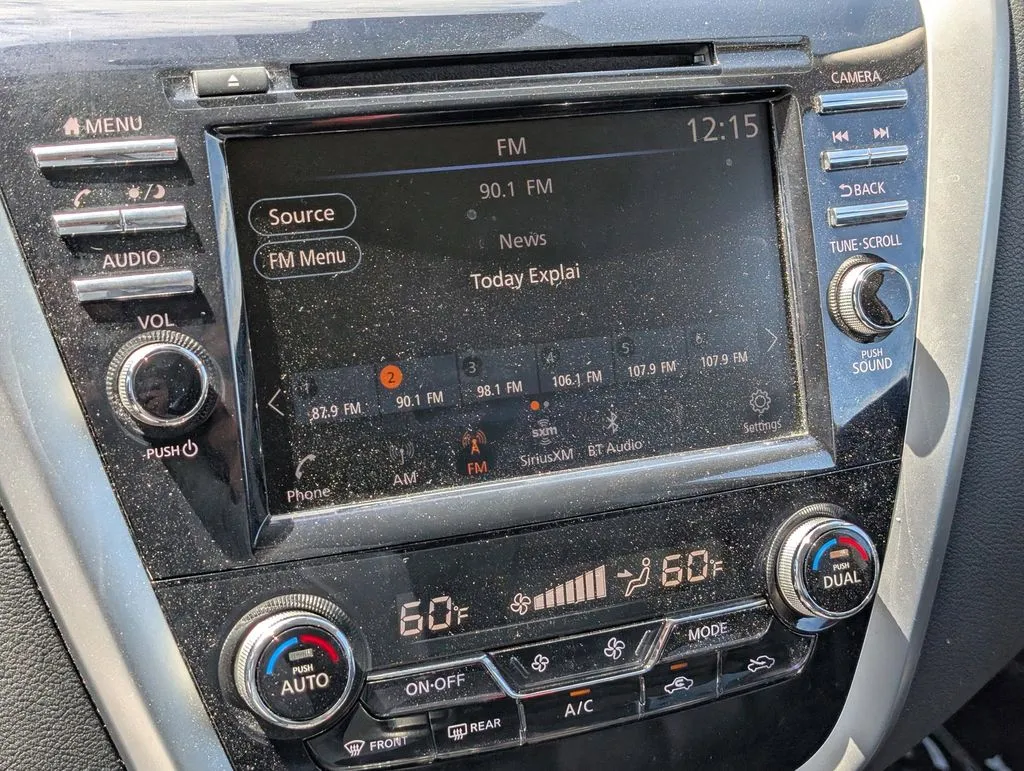 CAMERA
MENU
FM
12:15
90.1 FM
BACK
Source
News
AUDIO
FM Menu
Today Explai
TUNE·SCROLL
VOL
PUSH
SOUND
1 2 3 4 5 6
87.9 FM 90.1 FM 98.1 FM 106.1 FM 107.9 FM 107.9 FM
PUSH
Phone AM FM sxm SiriusXM BT Audio Settings
60°F 60°F
PUSH
DUAL
PUSH
AUTO
ON·OFF
MODE
A/C
FRONT
REAR